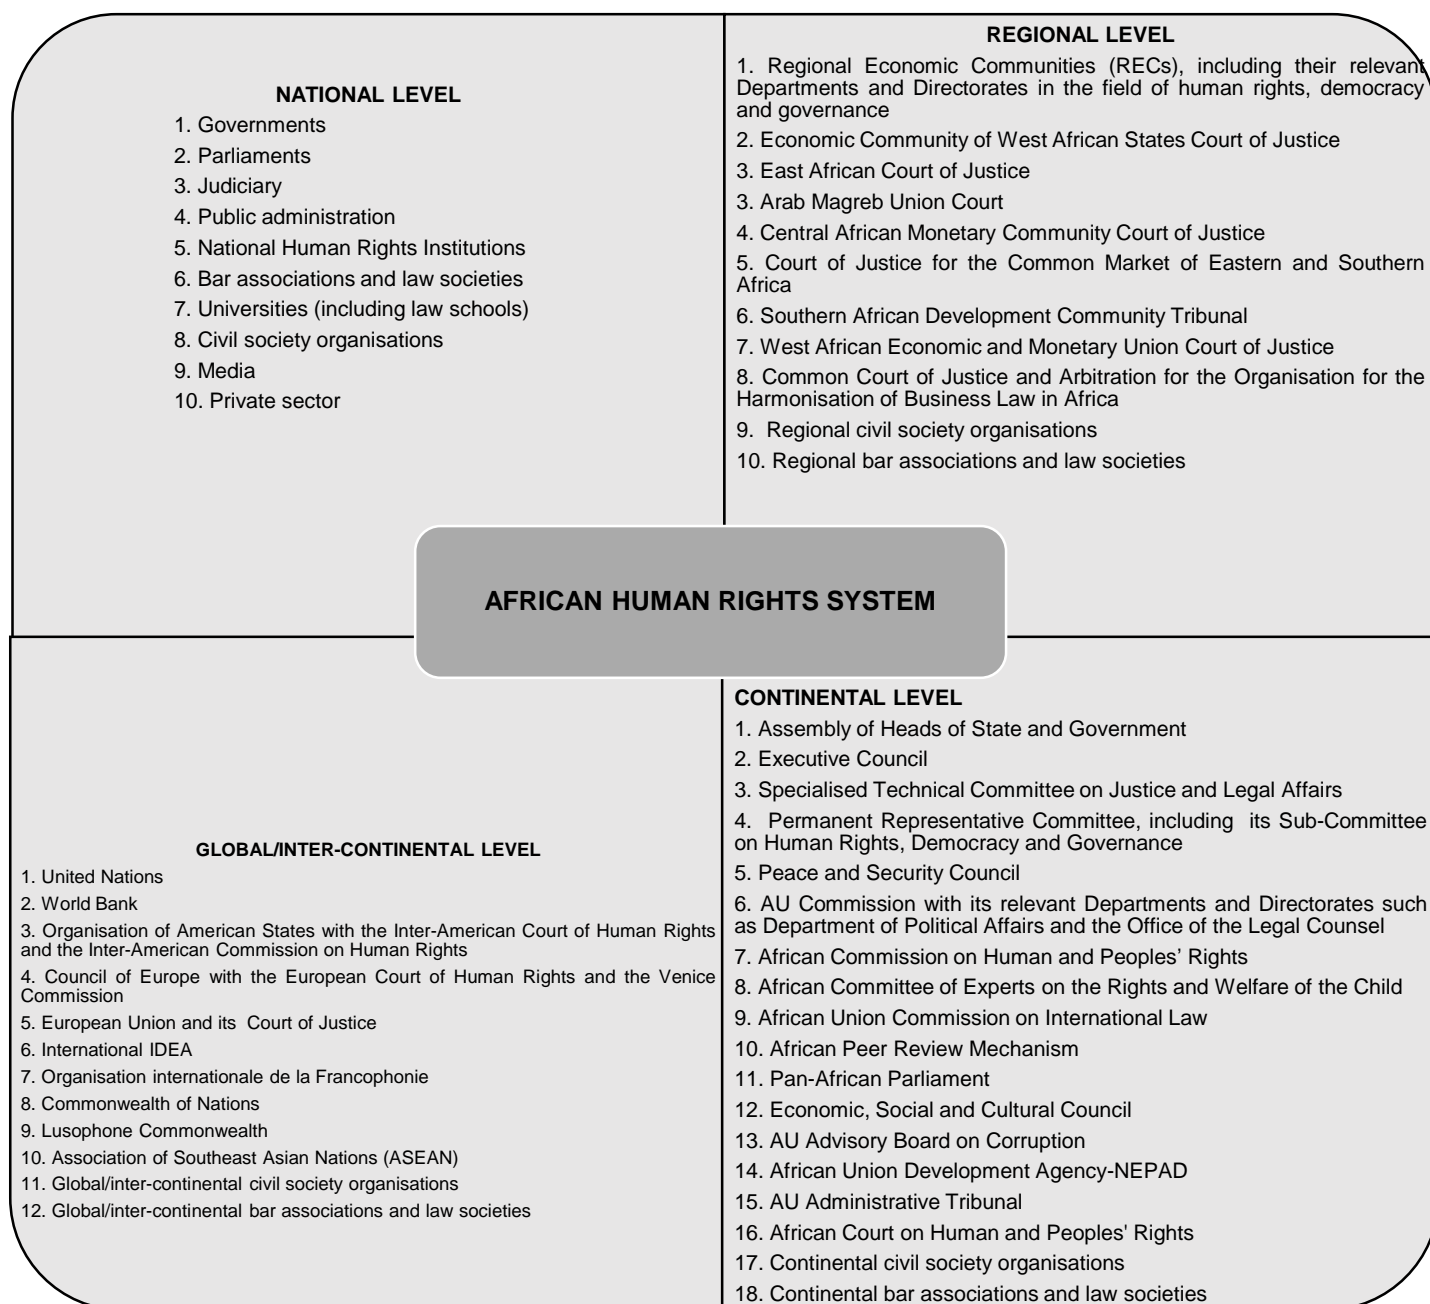 NATIONAL LEVEL
1. Governments
2. Parliaments
3. Judiciary
4. Public administration
5. National Human Rights Institutions
6. Bar associations and law societies
7. Universities (including law schools)
8. Civil society organisations
9. Media
10. Private sector
REGIONAL LEVEL
1. Regional Economic Communities (RECs), including their relevant
Departments and Directorates in the field of human rights, democracy
and governance
2. Economic Community of West African States Court of Justice
3. East African Court of Justice
3. Arab Magreb Union Court
4. Central African Monetary Community Court of Justice
5. Court of Justice for the Common Market of Eastern and Southern
Africa
6. Southern African Development Community Tribunal
7. West African Economic and Monetary Union Court of Justice
8. Common Court of Justice and Arbitration for the Organisation for the
Harmonisation of Business Law in Africa
9. Regional civil society organisations
10. Regional bar associations and law societies
AFRICAN HUMAN RIGHTS SYSTEM
GLOBAL/INTER-CONTINENTAL LEVEL
1. United Nations
2. World Bank
3. Organisation of American States with the Inter-American Court of Human Rights
and the Inter-American Commission on Human Rights
4. Council of Europe with the European Court of Human Rights and the Venice
Commission
5. European Union and its Court of Justice
6. International IDEA
7. Organisation internationale de la Francophonie
8. Commonwealth of Nations
9. Lusophone Commonwealth
10. Association of Southeast Asian Nations (ASEAN)
11. Global/inter-continental civil society organisations
12. Global/inter-continental bar associations and law societies
CONTINENTAL LEVEL
1. Assembly of Heads of State and Government
2. Executive Council
3. Specialised Technical Committee on Justice and Legal Affairs
4. Permanent Representative Committee, including its Sub-Committee
on Human Rights, Democracy and Governance
5. Peace and Security Council
6. AU Commission with its relevant Departments and Directorates such
as Department of Political Affairs and the Office of the Legal Counsel
7. African Commission on Human and Peoples’ Rights
8. African Committee of Experts on the Rights and Welfare of the Child
9. African Union Commission on International Law
10. African Peer Review Mechanism
11. Pan-African Parliament
12. Economic, Social and Cultural Council
13. AU Advisory Board on Corruption
14. African Union Development Agency-NEPAD
15. AU Administrative Tribunal
16. African Court on Human and Peoples' Rights
17. Continental civil society organisations
18. Continental bar associations and law societies